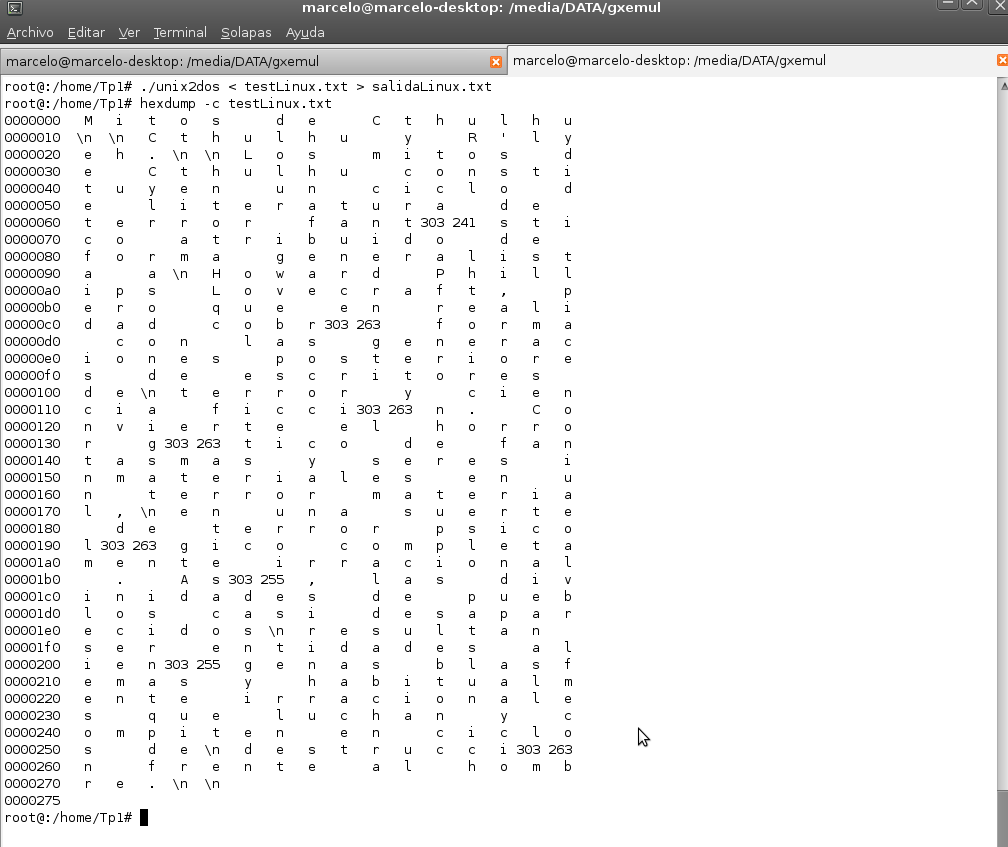 marcelo@marcelo-desktop: /media/DATA/gxemul
Archivo Editar Ver Terminal Solapas Ayuda
marcelo@marcelo-desktop: /media/DATA/gxemul
marcelo@marcelo-desktop: /media/DATA/gxemul
root@:/home/Tp1# ./unix2dos < testLinux.txt > salidaLinux.txt
root@:/home/Tp1# hexdump -c testLinux.txt
0000000 M i t o s   d e   C t h u l h u
0000010 \n \n C t h u l h u   y   R ' l y
0000020 e h . \n \n L o s   m i t o s   d
0000030 e   C t h u l h u   c o n s t i
0000040 t u y e n   u n   c i c l o   d
0000050 e   l i t e r a t u r a   d e
0000060 t e r r o r   f a n t 303 241 s t i
0000070 c o   a t r i b u i d o   d e
0000080 f o r m a   g e n e r a l i s t
0000090 a   a \n H o w a r d   P h i l l
00000a0 i p s   L o v e c r a f t ,   p
00000b0 e r o   q u e   e n   r e a l i
00000c0 d a d   c o b r 303 263   f o r m a
00000d0   c o n   l a s   g e n e r a c
00000e0 i o n e s   p o s t e r i o r e
00000f0 s   d e   e s c r i t o r e s
0000100 d e \n t e r r o r   y   c i e n
0000110 c i a   f i c c i 303 263 n .   C o
0000120 n v i e r t e   e l   h o r r o
0000130 r   g 303 263 t i c o   d e   f a n
0000140 t a s m a s   y   s e r e s   i
0000150 n m a t e r i a l e s   e n   u
0000160 n   t e r r o r   m a t e r i a
0000170 l , \n e n   u n a   s u e r t e
0000180   d e   t e r r o r   p s i c o
0000190 l 303 263 g i c o   c o m p l e t a
00001a0 m e n t e   i r r a c i o n a l
00001b0   .   A s 303 255 ,   l a s   d i v
00001c0 i n i d a d e s   d e   p u e b
00001d0 l o s   c a s i   d e s a p a r
00001e0 e c i d o s \n r e s u l t a n
00001f0 s e r   e n t i d a d e s   a l
0000200 i e n 303 255 g e n a s   b l a s f
0000210 e m a s   y   h a b i t u a l m
0000220 e n t e   i r r a c i o n a l e
0000230 s   q u e   l u c h a n   y   c
0000240 o m p i t e n   e n   c i c l o
0000250 s   d e \n d e s t r u c c i 303 263
0000260 n   f r e n t e   a l   h o m b
0000270 r e . \n \n
0000275
root@:/home/Tp1#